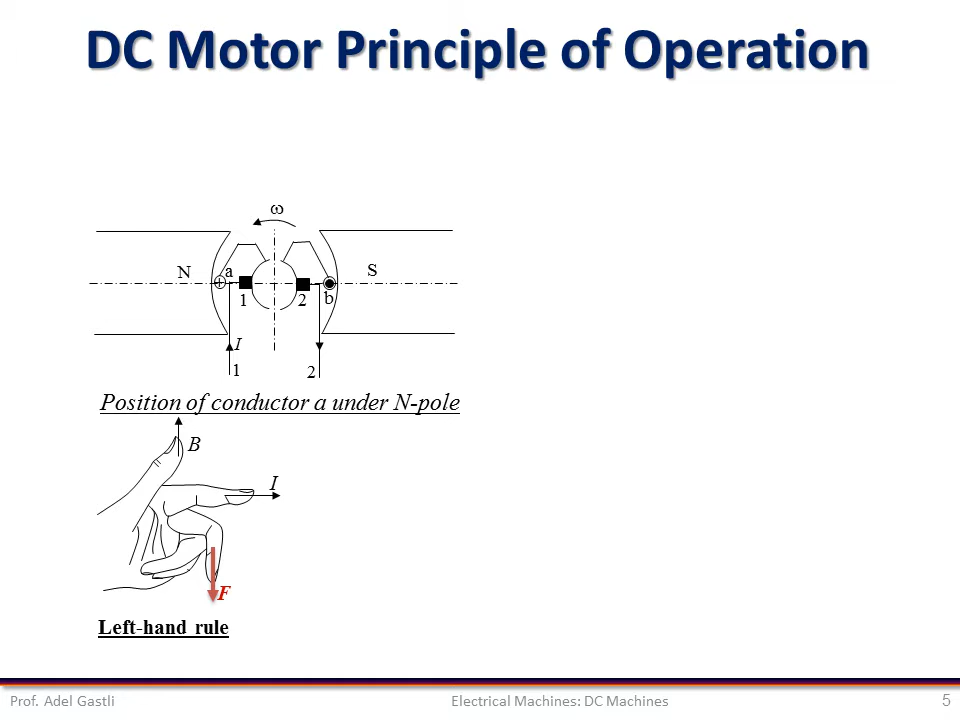 DC Motor Principle of Operation
ω
N a S
1 2 b
I
1 2
Position of conductor a under N-pole
B
I
F
Left-hand rule
Prof. Adel Gastli Electrical Machines: DC Machines 5